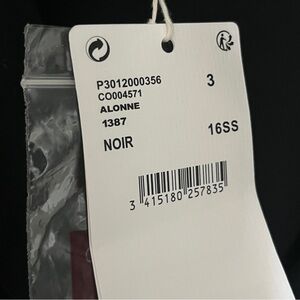 P3012000356 3
CO004571
ALONNE
1387
NOIR 16SS
3 415180 257835